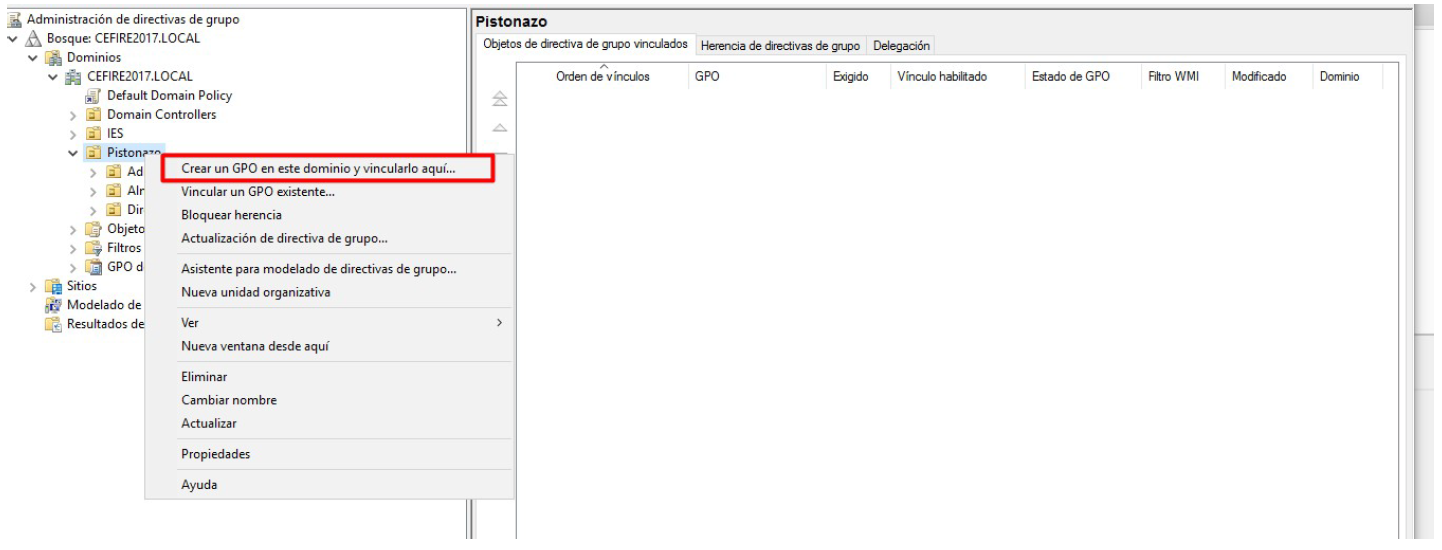 Administración de directivas de grupo
Bosque: CEFIRE2017.LOCAL
Dominios
CEFIRE2017.LOCAL
Default Domain Policy
Domain Controllers
IES
Pistonazo
Ad
Alm
Dir
Objeto
Filtros
GPO d
Sitios
Modelado de
Resultados de
Crear un GPO en este dominio y vincularlo aquí...
Vincular un GPO existente...
Bloquear herencia
Actualización de directiva de grupo...
Asistente para modelado de directivas de grupo...
Nueva unidad organizativa
Ver
Nueva ventana desde aquí
Eliminar
Cambiar nombre
Actualizar
Propiedades
Ayuda
Pistonazo
Objetos de directiva de grupo vinculados Herencia de directivas de grupo Delegación
Orden de vínculos GPO Exigido Vínculo habilitado Estado de GPO Filtro WMI Modificado Dominio